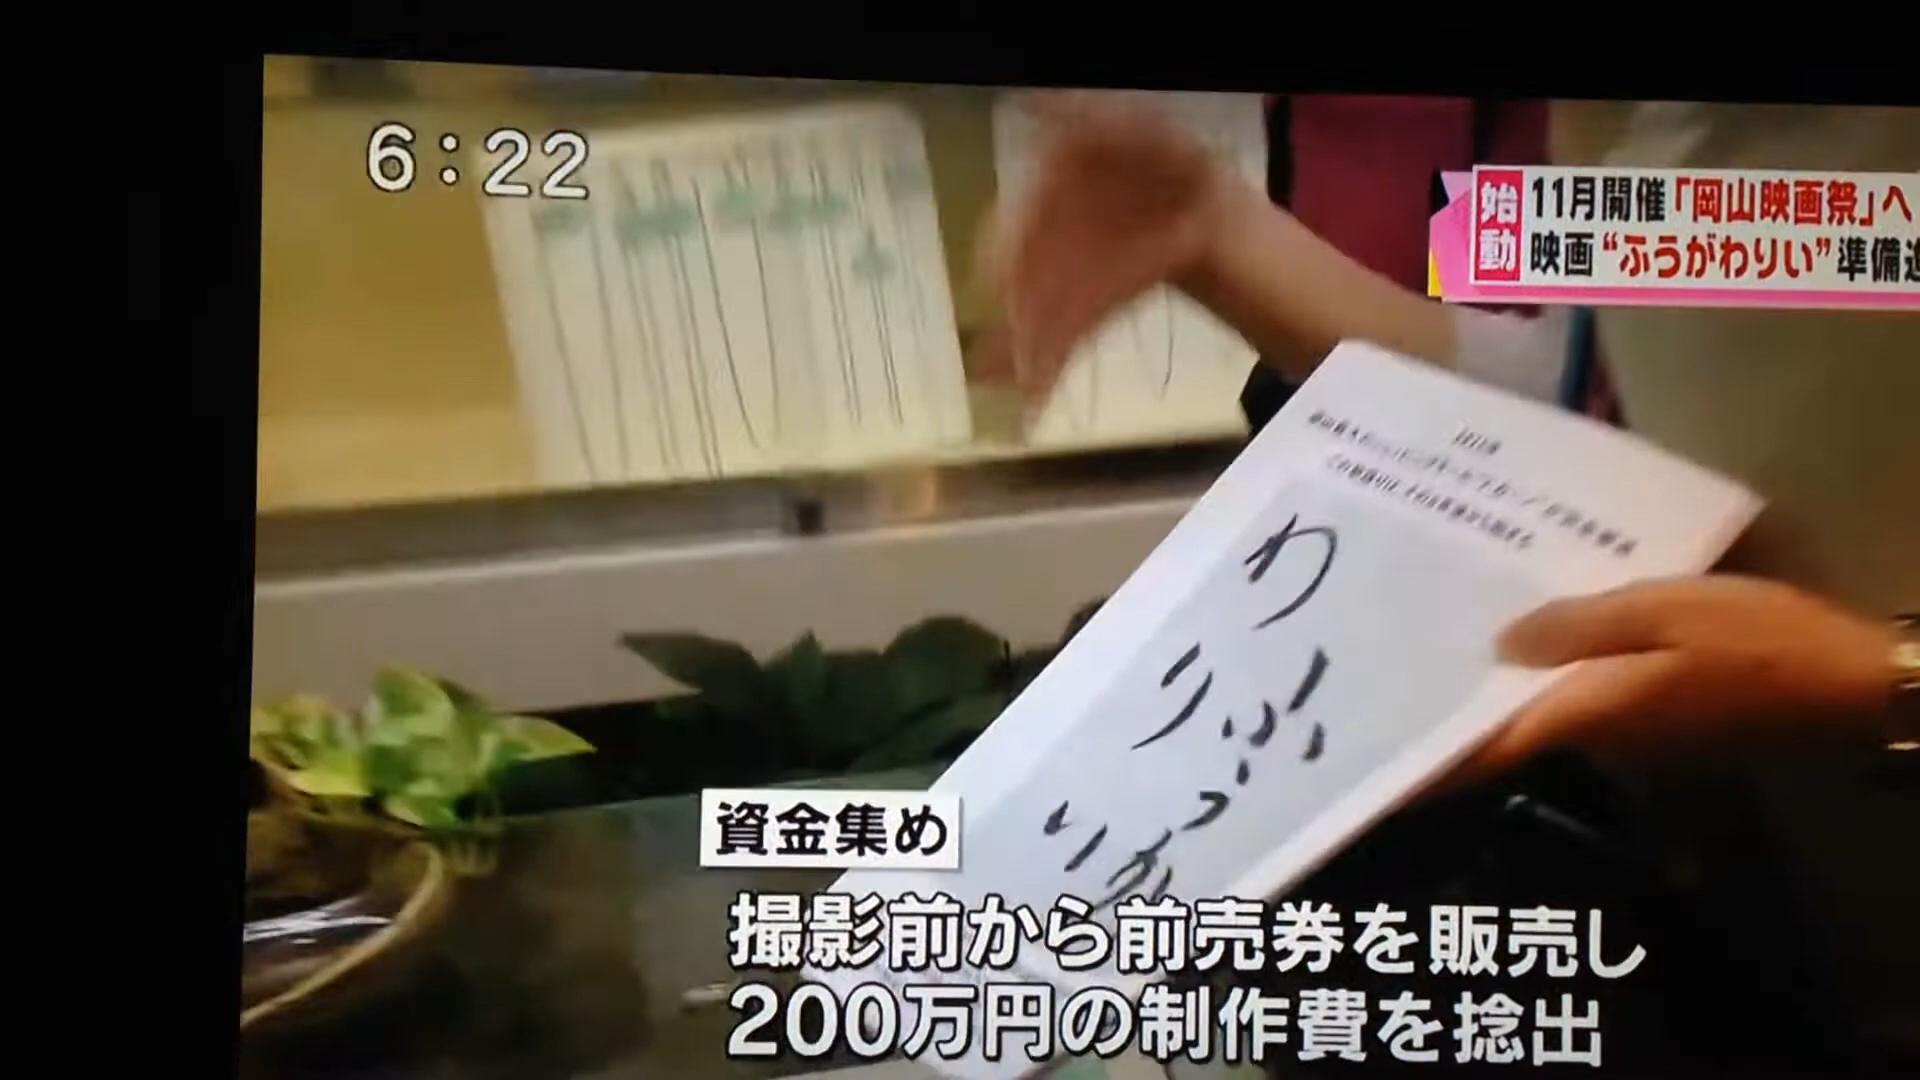 6:22
始動
11月開催「岡山映画祭」へ
映画“ふうがわりい”準備進
資金集め
撮影前から前売券を販売し
200万円の制作費を捻出